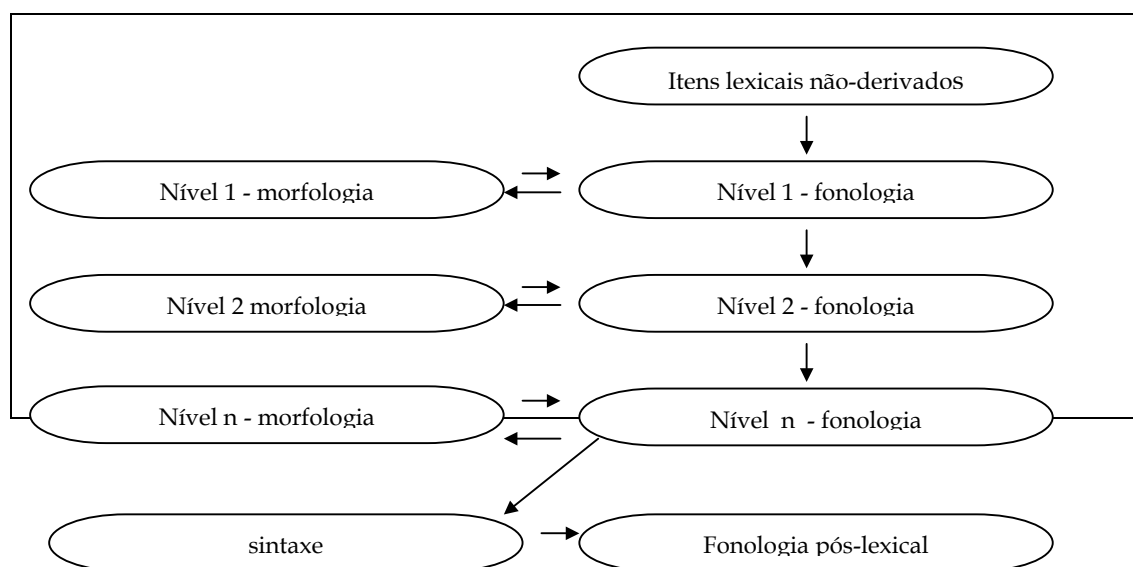 Itens lexicais não-derivados
Nível 1 - morfologia
Nível 1 - fonologia
Nível 2 morfologia
Nível 2 - fonologia
Nível n - morfologia
Nível n - fonologia
sintaxe
Fonologia pós-lexical